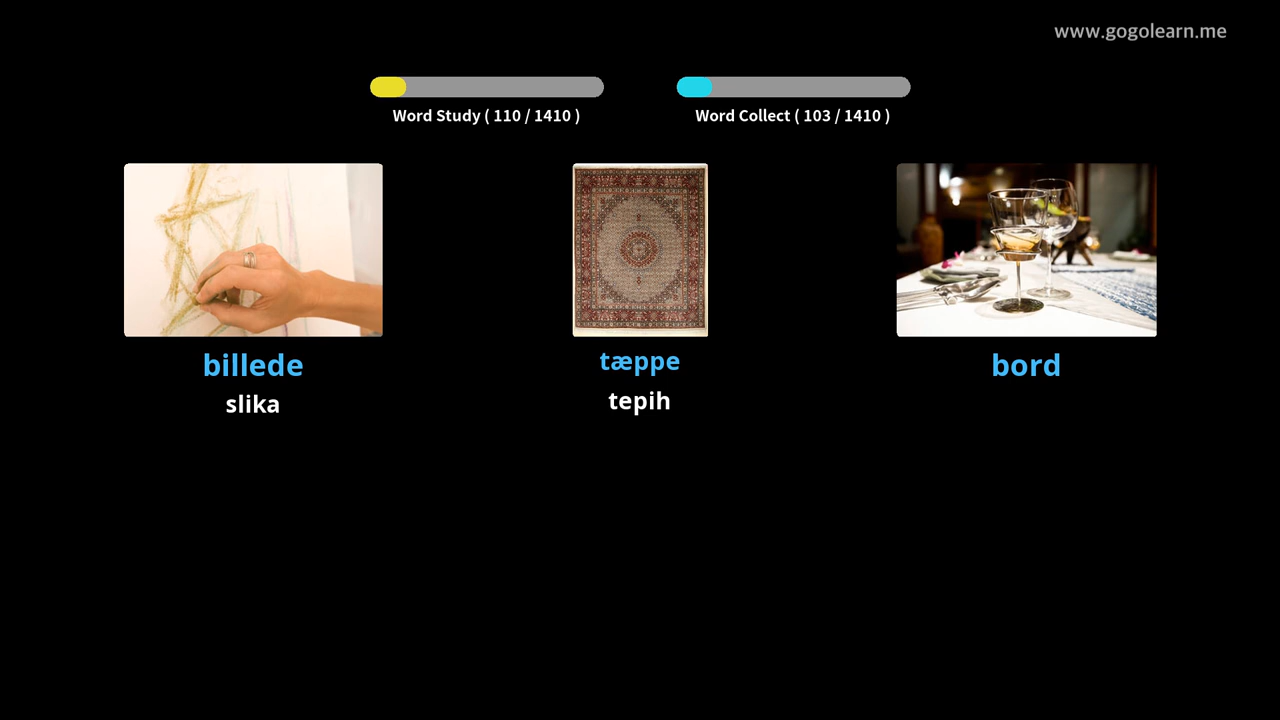 www.gogolearn.me
Word Study ( 110 / 1410 )
Word Collect ( 103 / 1410 )
billede
slika
tæppe
tepih
bord